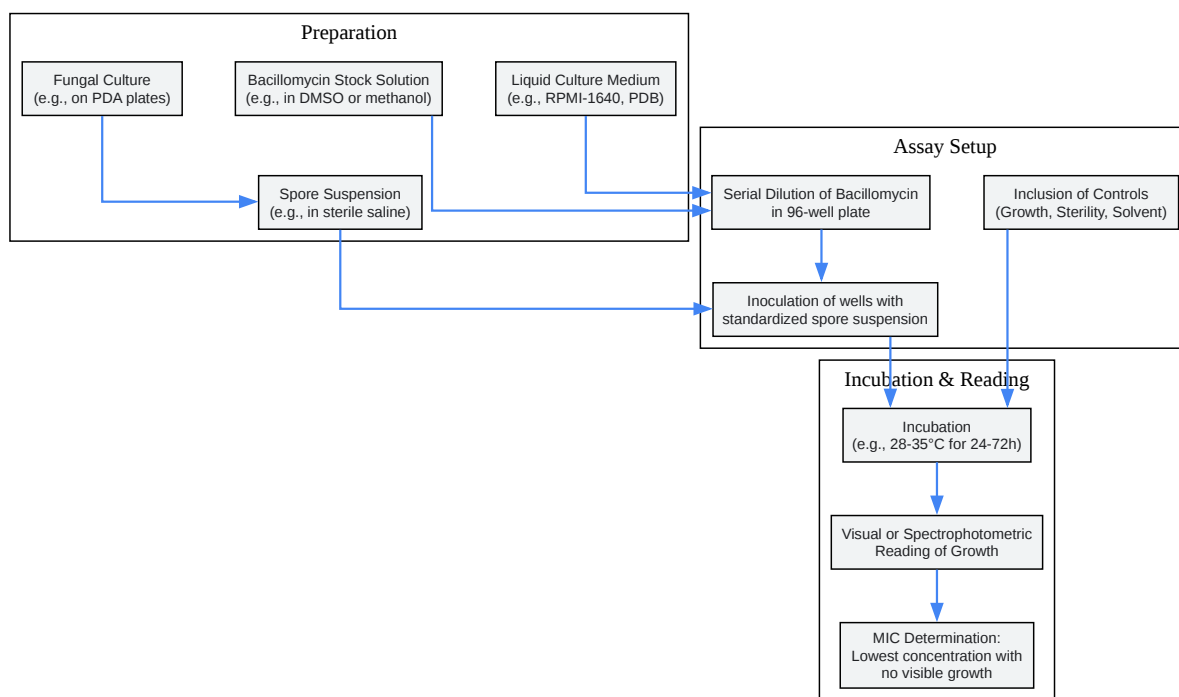 Preparation
Fungal Culture
(e.g., on PDA plates)
Bacillomycin Stock Solution
(e.g., in DMSO or methanol)
Liquid Culture Medium
(e.g., RPMI-1640, PDB)
Spore Suspension
(e.g., in sterile saline)
Assay Setup
Serial Dilution of Bacillomycin
in 96-well plate
Inclusion of Controls
(Growth, Sterility, Solvent)
Inoculation of wells with
standardized spore suspension
Incubation & Reading
Incubation
(e.g., 28-35°C for 24-72h)
Visual or Spectrophotometric
Reading of Growth
MIC Determination:
Lowest concentration with
no visible growth